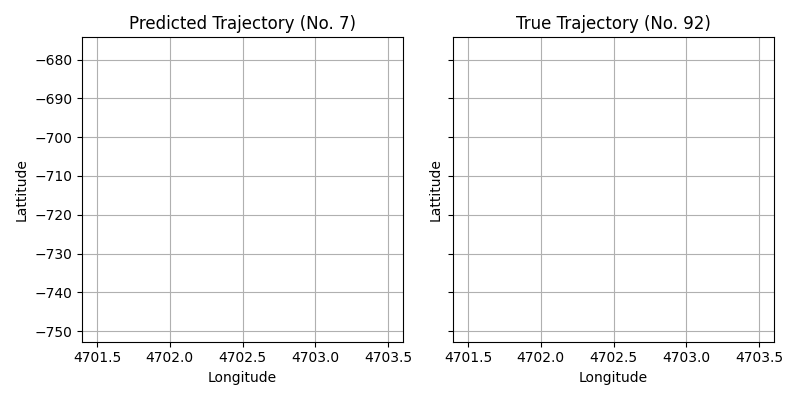 Predicted Trajectory (No. 7)
True Trajectory (No. 92)
Lattitude
−680
−690
−700
−710
−720
−730
−740
−750
4701.5 4702.0 4702.5 4703.0 4703.5
Longitude
Lattitude
4701.5 4702.0 4702.5 4703.0 4703.5
Longitude